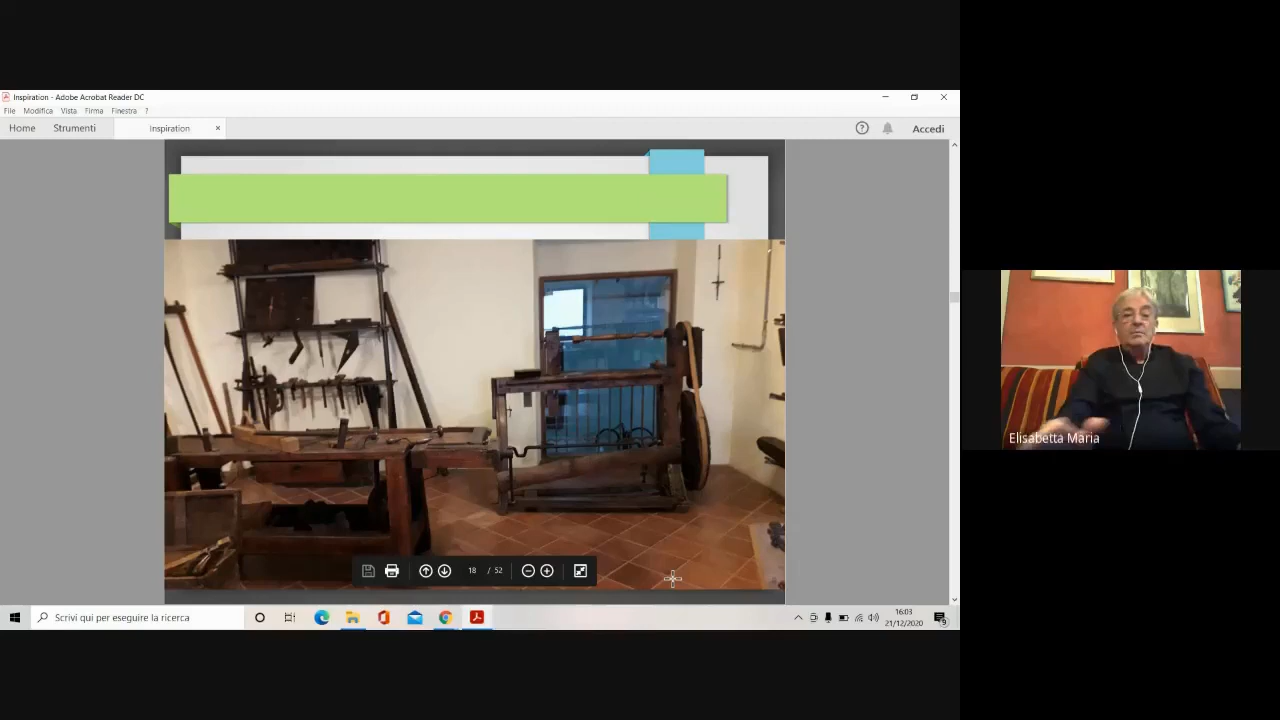 Inspiration - Adobe Acrobat Reader DC
File Modifica Vista Firma Finestra ?
Home Strumenti Inspiration × ? Accedi
18 / 52
Elisabetta Maria
Scrivi qui per eseguire la ricerca
16:03
21/12/2020
9